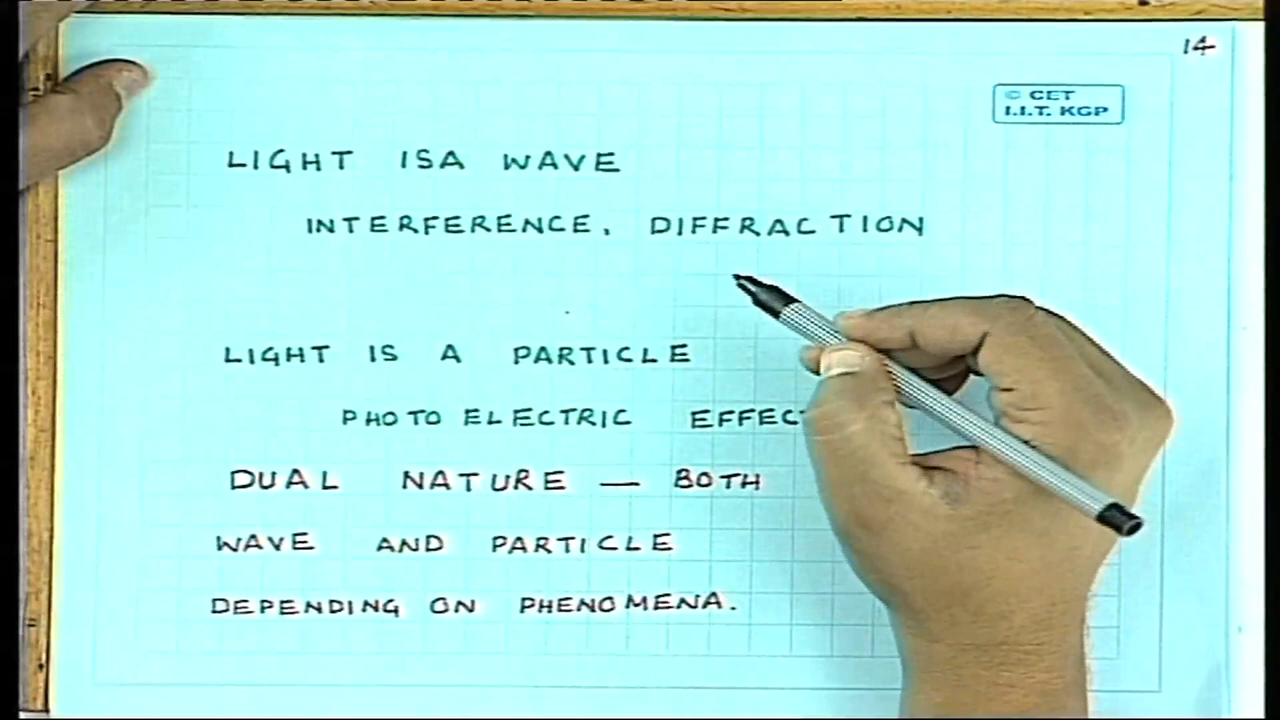 14
© CET
I.I.T. KGP
LIGHT ISA WAVE
INTERFERENCE, DIFFRACTION
LIGHT IS A PARTICLE
PHOTO ELECTRIC EFFEC
DUAL NATURE — BOTH
WAVE AND PARTICLE
DEPENDING ON PHENOMENA.